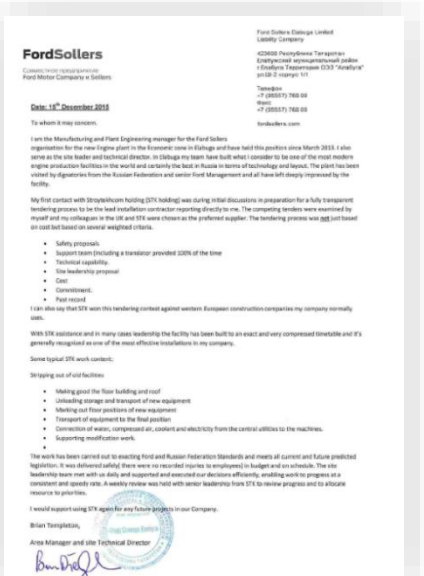 Ford Sollers Elabuga Limited
Liability Company
FordSollers
Совместное предприятие
Ford Motor Company и Sollers
423600 Республика Татарстан
Елабужский муниципальный район
г.Елабуга Территория ОЭЗ "Алабуга"
ул.Ш-2 корпус 1/1
Телефон
+7 (85557) 768 00
Факс
+7 (85557) 768 60
fordsollers.com
Date: 15th December 2015
To whom it may concern.
I am the Manufacturing and Plant Engineering manager for the Ford Sollers
organisation for the new Engine plant in the Economic zone in Elabuga and have held this position since March 2013. I also
serve as the site leader and technical director. In Elabuga my team have built what I consider to be one of the most modern
engine production facilities in the world and certainly the best in Russia in terms of technology and layout. The plant has been
visited by dignatories from the Russian Federation and senior Ford Management and all have left deeply impressed by the
facility.
My first contact with Stroytekhcom holding (STK holding) was during initial discussions in preparation for a fully transparent
tendering process to be the lead installation contractor reporting directly to me. The competing tenders were examined by
myself and my colleagues in the UK and STK were chosen as the preferred supplier. The tendering process was not just based
on cost but based on several weighted criteria.
• Safety proposals
• Support team (including a translator provided 100% of the time
• Technical capability.
• Site leadership proposal
• Cost
• Commitment.
• Past record
I can also say that STK won this tendering contest against western European construction companies my company normally
uses.
With STK assistance and in many cases leadership the facility has been built to an exact and very compressed timetable and it's
generally recognized as one of the most effective installations in my company.
Some typical STK work content:
Stripping out of old facilities
• Making good the floor building and roof
• Unloading storage and transport of new equipment
• Marking out floor positions of new equipment
• Transport of equipment to the final position
• Connection of water, compressed air, coolant and electricity from the central utilities to the machines.
• Supporting modification work.
•
The work has been carried out to exacting Ford and Russian Federation Standards and meets all current and future predicted
legislation. It was delivered safely( there were no recorded injuries to employees) in budget and on schedule. The site
leadership team met with us daily and supported and executed our decisions efficiently, enabling work to progress at a
consistent and speedy rate. A weekly review was held with senior leadership from STK to review progress and to allocate
resource to priorities.
I would support using STK again for any future projects in our Company.
Brian Templeton,
Area Manager and site Technical Director